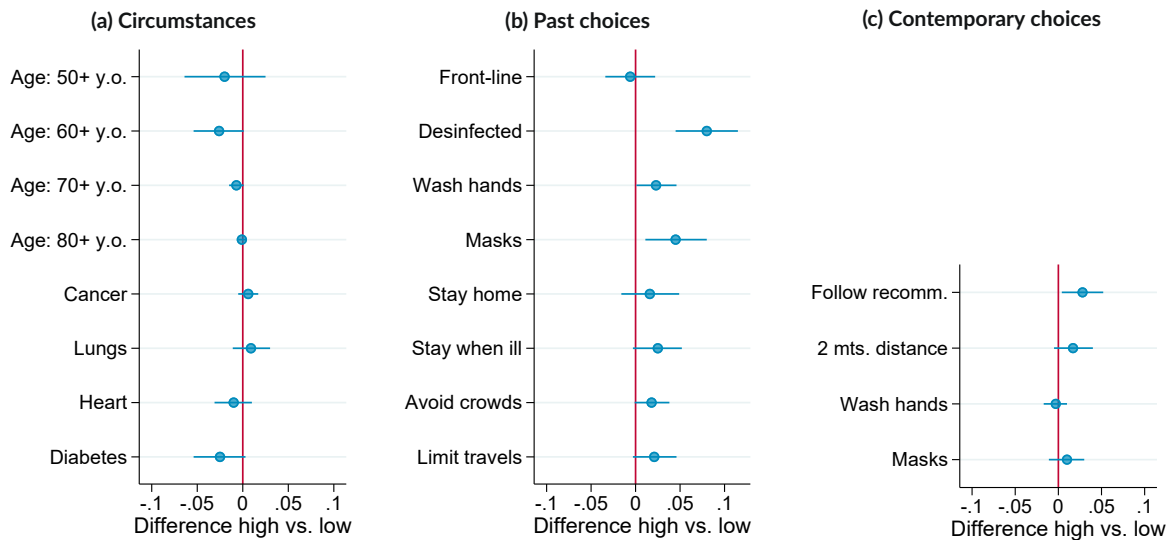 (a) Circumstances
Age: 50+ y.o.
Age: 60+ y.o.
Age: 70+ y.o.
Age: 80+ y.o.
Cancer
Lungs
Heart
Diabetes
-.1 -.05 0 .05 .1
Difference high vs. low
(b) Past choices
Front-line
Desinfected
Wash hands
Masks
Stay home
Stay when ill
Avoid crowds
Limit travels
-.1 -.05 0 .05 .1
Difference high vs. low
(c) Contemporary choices
Follow recomm.
2 mts. distance
Wash hands
Masks
-.1 -.05 0 .05 .1
Difference high vs. low